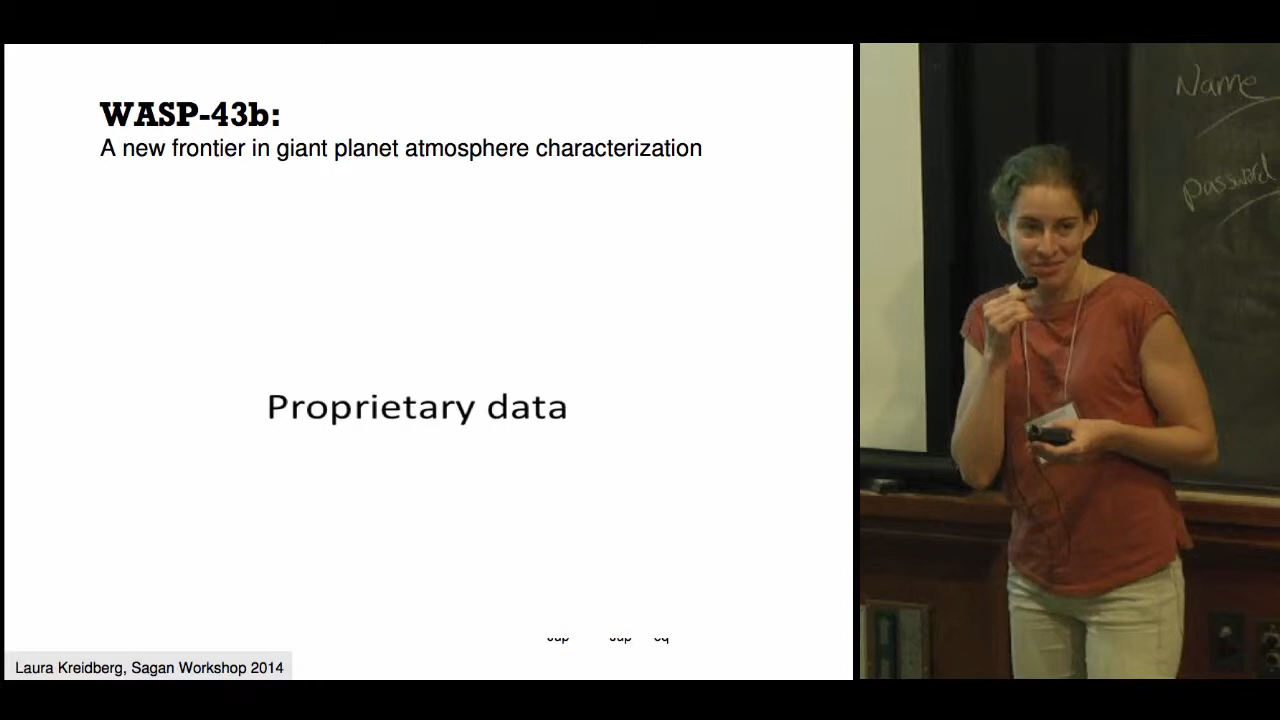 WASP-43b:
A new frontier in giant planet atmosphere characterization
Proprietary data
Laura Kreidberg, Sagan Workshop 2014
Name
Password